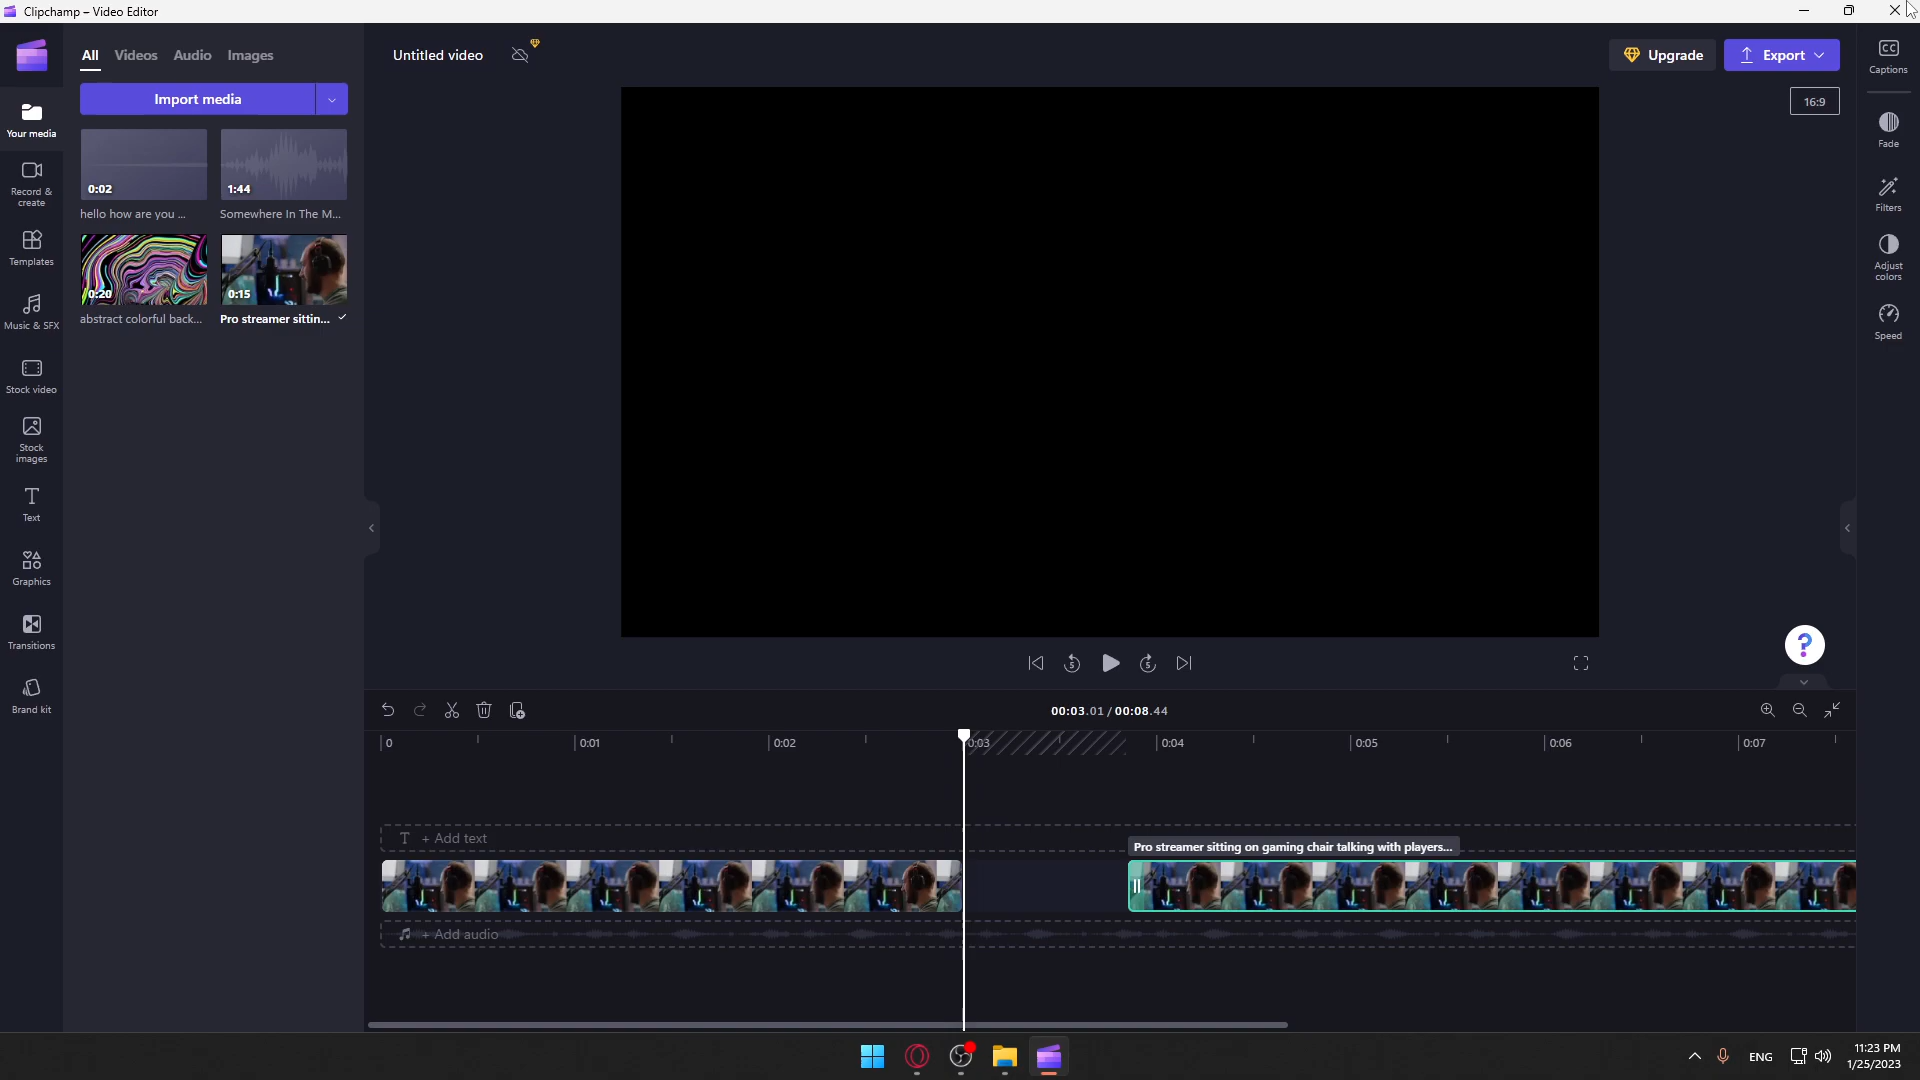 Clipchamp – Video Editor
All Videos Audio Images
Untitled video
Upgrade
Export
Captions
Import media
16:9
Your media
Fade
0:02
1:44
hello how are you ...
Somewhere In The M...
Record &
create
Filters
Templates
Adjust
colors
0:20
0:15
abstract colorful back...
Pro streamer sittin...
Music & SFX
Speed
Stock video
Stock
images
Text
Graphics
Transitions
Brand kit
5
5
?
00:03.01 / 00:08.44
0 0:01 0:02 0:03 0:04 0:05 0:06 0:07
T + Add text
Pro streamer sitting on gaming chair talking with players...
+ Add audio
ENG
11:23 PM
1/25/2023